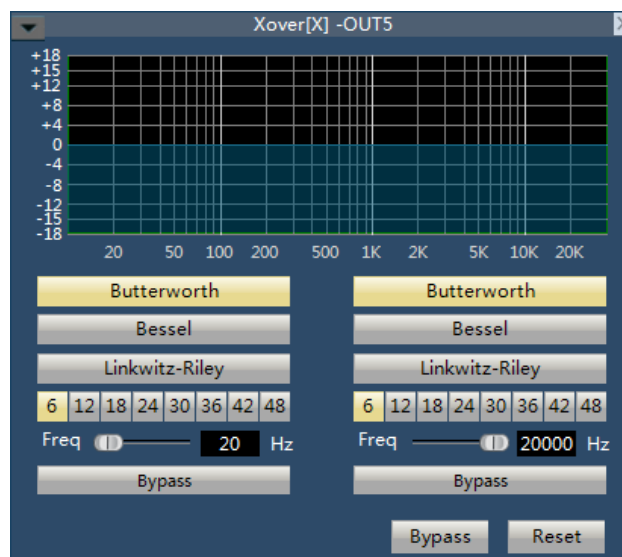 Xover[X] -OUT5
+18
+15
+12
+8
+4
0
-4
-8
-12
-15
-18
20 50 100 200 500 1K 2K 5K 10K 20K
Butterworth Butterworth
Bessel Bessel
Linkwitz-Riley Linkwitz-Riley
6 12 18 24 30 36 42 48 6 12 18 24 30 36 42 48
Freq 20 Hz Freq 20000 Hz
Bypass Bypass
Bypass Reset